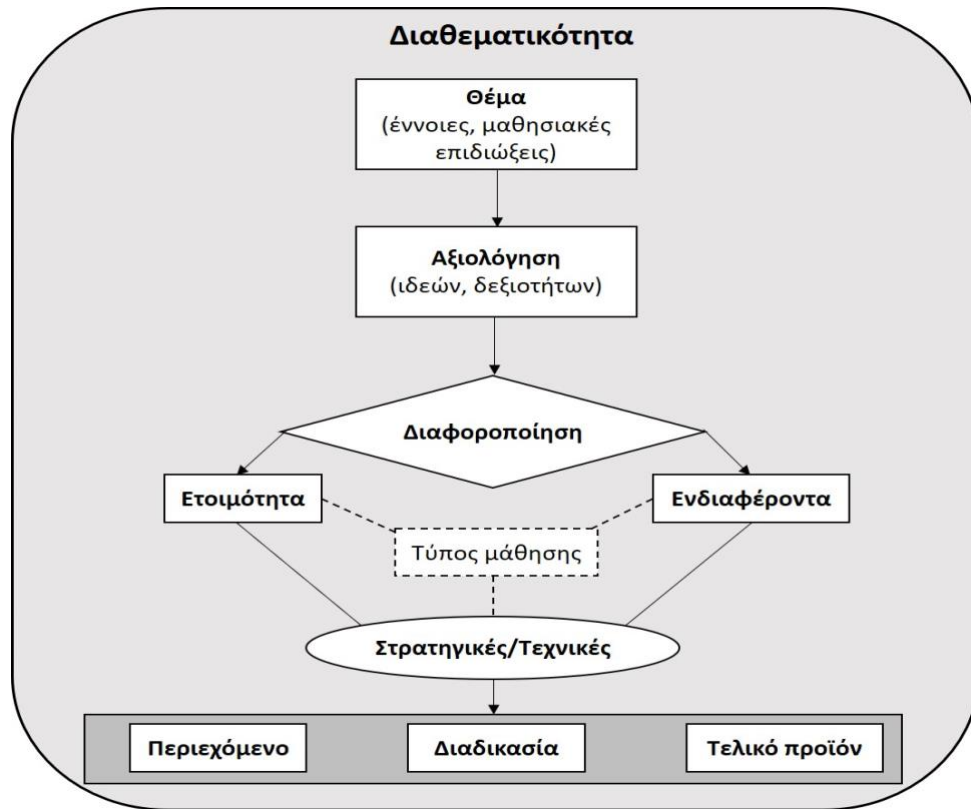 Διαθεματικότητα
Θέμα
(έννοιες, μαθησιακές
επιδιώξεις)
Αξιολόγηση
(ιδεών, δεξιοτήτων)
Διαφοροποίηση
Ετοιμότητα
Ενδιαφέροντα
Τύπος μάθησης
Στρατηγικές/Τεχνικές
Περιεχόμενο
Διαδικασία
Τελικό προϊόν